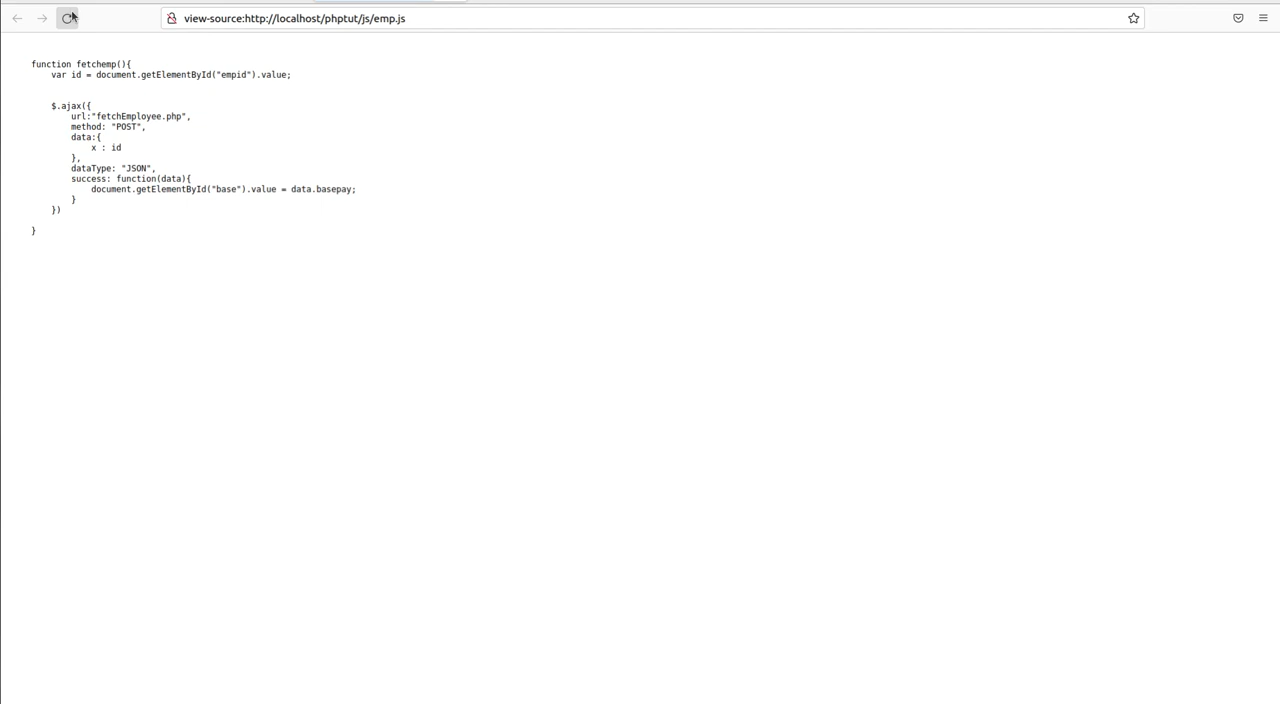 view-source:http://localhost/phptut/js/emp.js
function fetchemp(){
    var id = document.getElementById("empid").value;
    $.ajax({
        url:"fetchEmployee.php",
        method: "POST",
        data:{
            x : id
        },
        dataType: "JSON",
        success: function(data){
            document.getElementById("base").value = data.basepay;
        }
    })
}